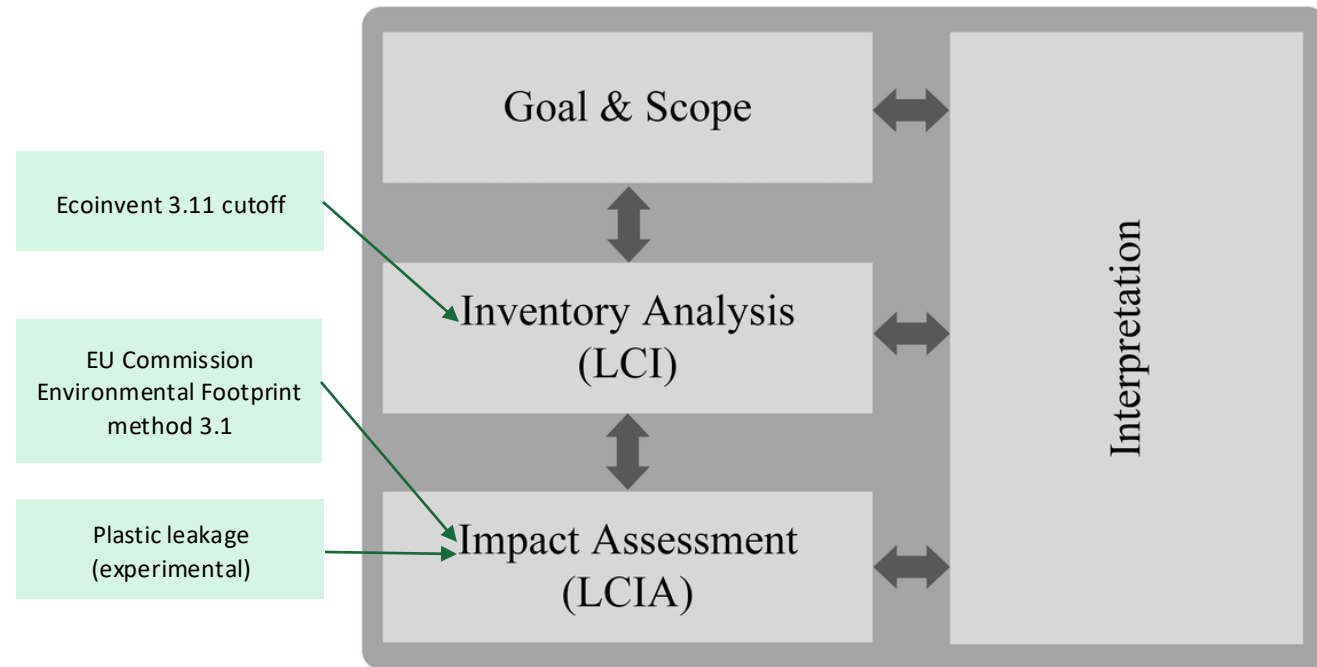 Goal & Scope
Ecoinvent 3.11 cutoff
Inventory Analysis
(LCI)
EU Commission
Environmental Footprint
method 3.1
Plastic leakage
(experimental)
Impact Assessment
(LCIA)
Interpretation